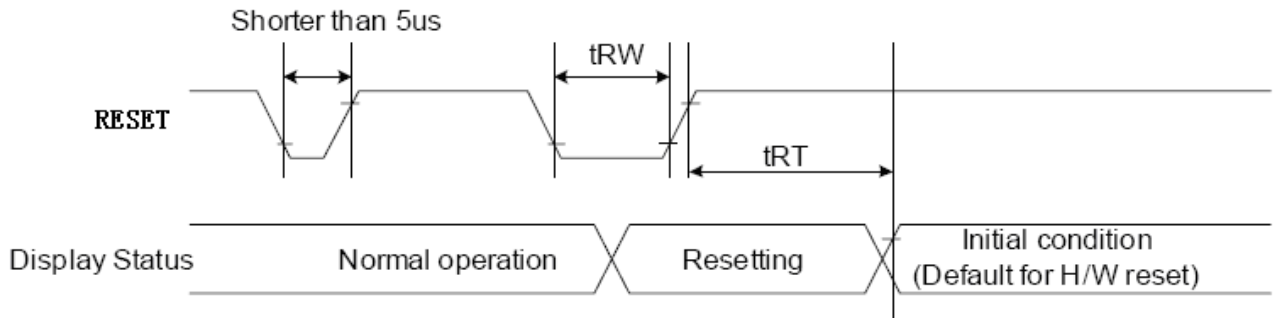 Shorter than 5us
tRW
RESET
tRT
Display Status
Normal operation
Resetting
Initial condition
(Default for H/W reset)